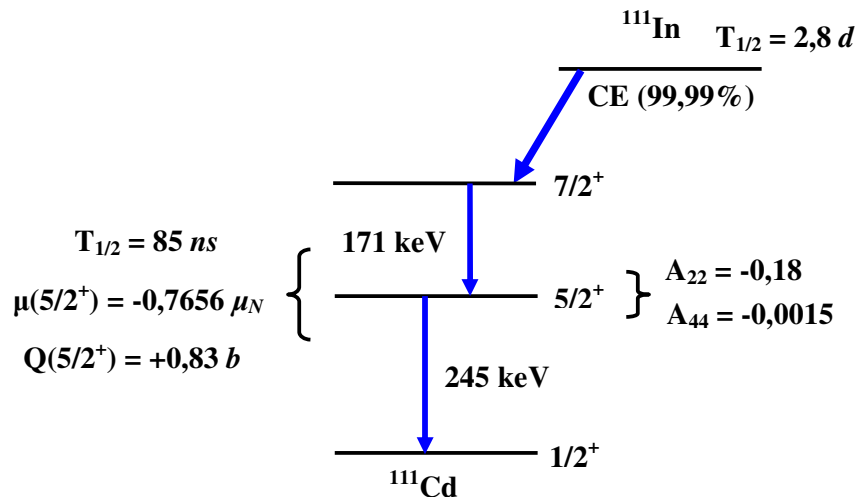 ¹¹¹In
T₁/₂ = 2,8 d
CE (99,99%)
7/2⁺
T₁/₂ = 85 ns
171 keV
µ(5/2⁺) = -0,7656 µ_N
5/2⁺
A₂₂ = -0,18
A₄₄ = -0,0015
Q(5/2⁺) = +0,83 b
245 keV
1/2⁺
¹¹¹Cd